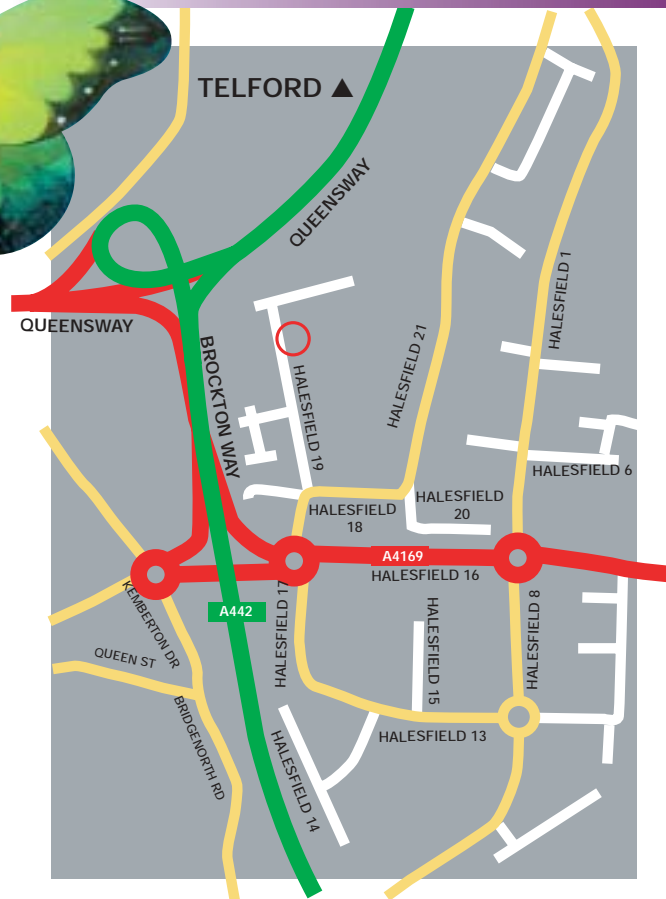 TELFORD ▲
QUEENSWAY
QUEENSWAY
BROCKTON WAY
HALESFIELD 1
HALESFIELD 21
HALESFIELD 19
HALESFIELD 6
HALESFIELD
20
HALESFIELD
18
A4169
HALESFIELD 16
HALESFIELD 17
A442
HALESFIELD 8
HALESFIELD 15
KEMBERTON DR
QUEEN ST
BRIDGENORTH RD
HALESFIELD 14
HALESFIELD 13